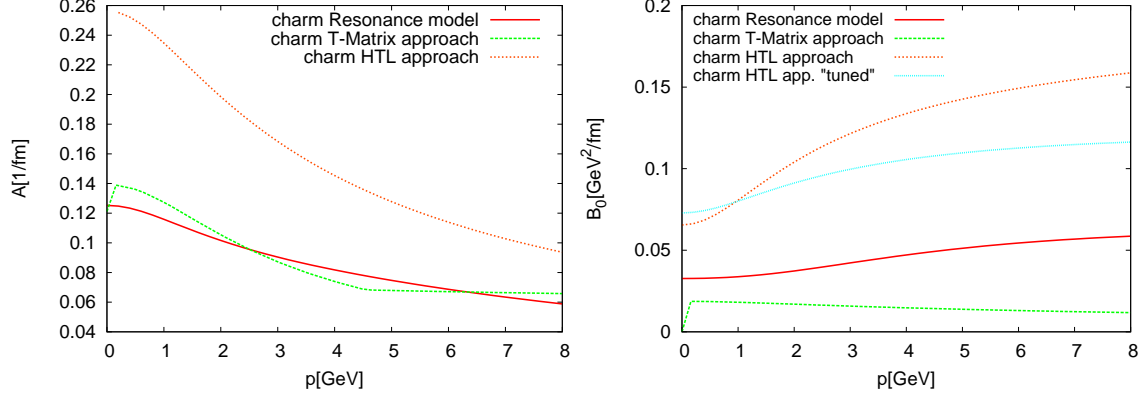 0.26
0.24
0.22
0.2
0.18
0.16
0.14
0.12
0.1
0.08
0.06
0.04
A[1/fm]
0 1 2 3 4 5 6 7 8
p[GeV]
charm Resonance model
charm T-Matrix approach
charm HTL approach
0.2
0.15
0.1
0.05
0
B₀[GeV²/fm]
0 1 2 3 4 5 6 7 8
p[GeV]
charm Resonance model
charm T-Matrix approach
charm HTL approach
charm HTL app. "tuned"